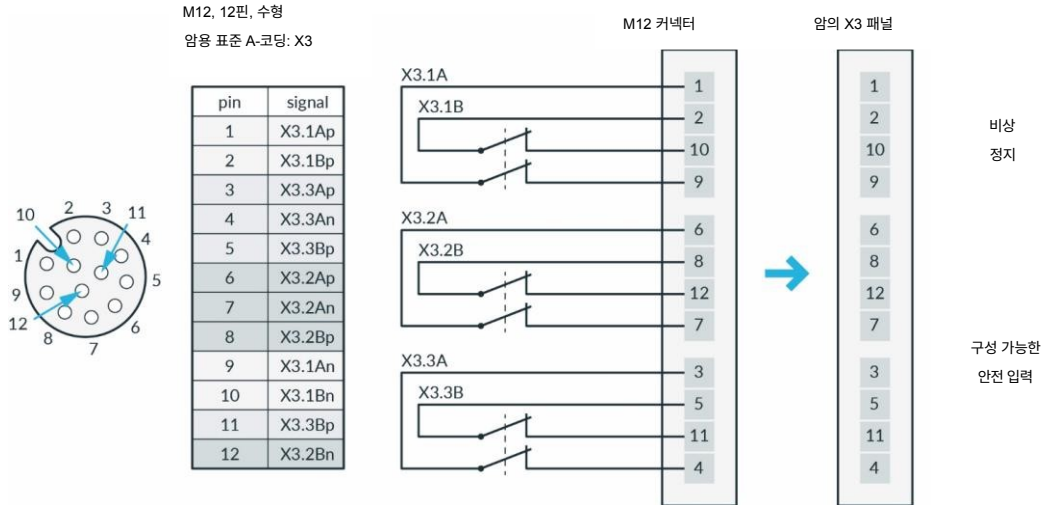 M12, 12핀, 수형
암용 표준 A-코딩: X3
M12 커넥터
암의 X3 패널
10
2
3
11
1
4
9
5
12
8
7
6
pin signal
1 X3.1Ap
2 X3.1Bp
3 X3.3Ap
4 X3.3An
5 X3.3Bp
6 X3.2Ap
7 X3.2An
8 X3.2Bp
9 X3.1An
10 X3.1Bn
11 X3.3Bp
12 X3.2Bn
X3.1A
X3.1B
1
2
10
9
X3.2A
X3.2B
6
8
12
7
X3.3A
X3.3B
3
5
11
4
1
2
10
9
6
8
12
7
3
5
11
4
비상
정지
구성 가능한
안전 입력